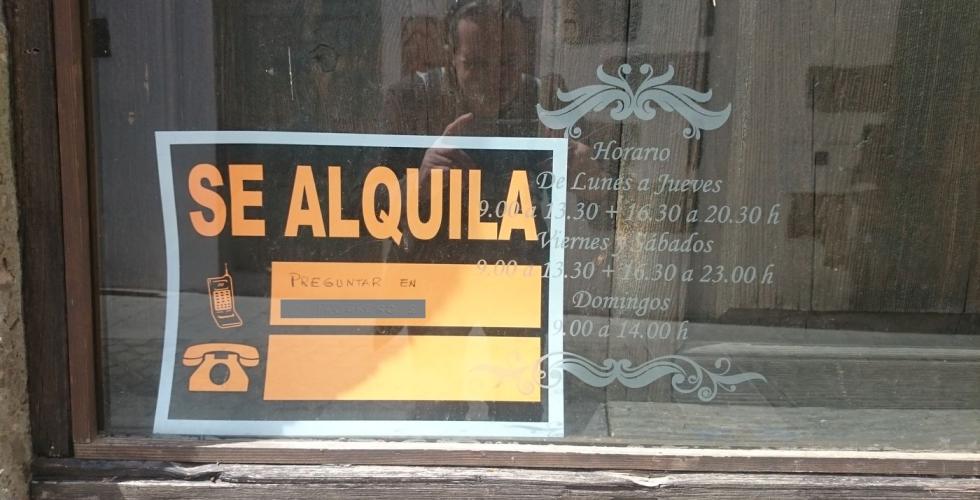 SE ALQUILA
PREGUNTAR EN
Horario
De Lunes a Jueves
9.00 a 13.30 + 16.30 a 20.30 h
Viernes y Sábados
9.00 a 13.30 + 16.30 a 23.00 h
Domingos
9.00 a 14.00 h